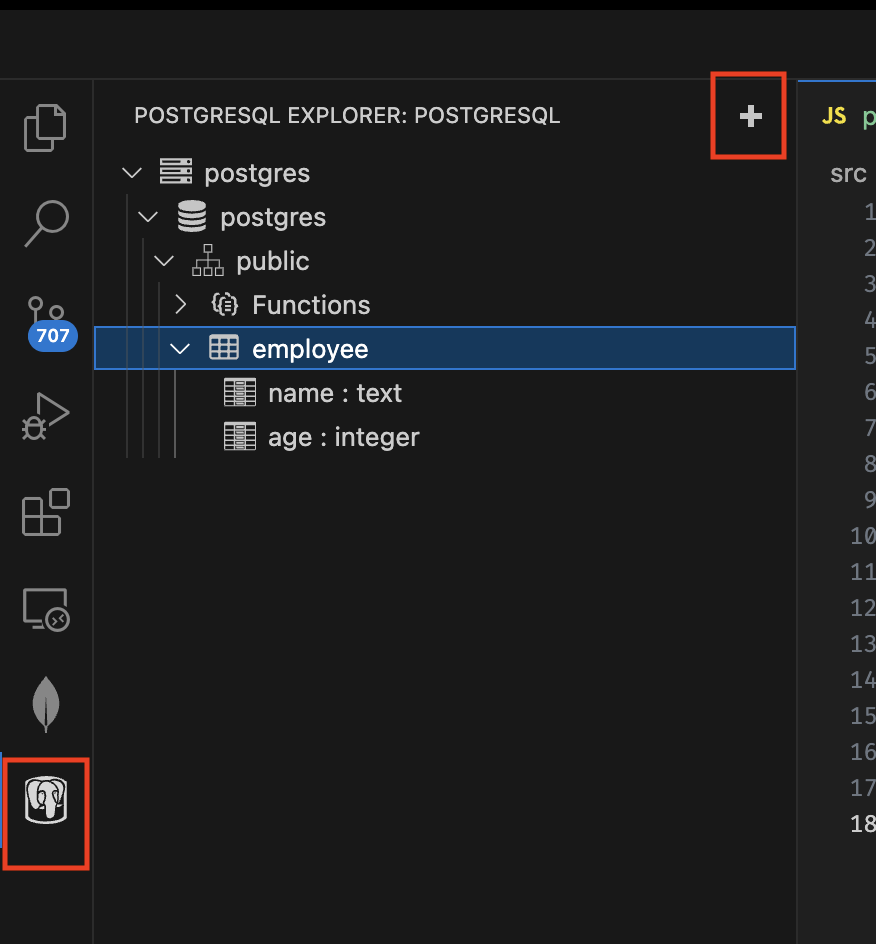 POSTGRESQL EXPLORER: POSTGRESQL
postgres
postgres
public
Functions
employee
name : text
age : integer
707
JS p
src
1
2
3
4
5
6
7
8
9
10
11
12
13
14
15
16
17
18